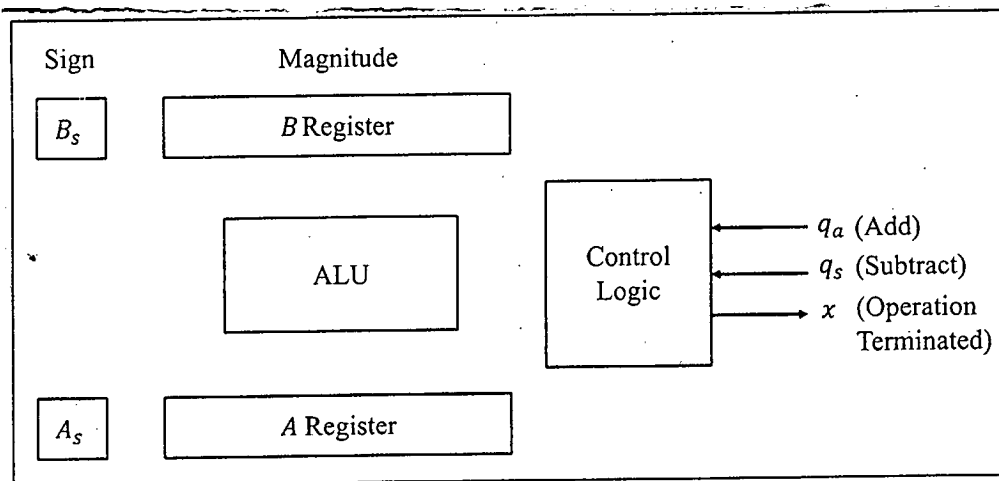 Sign Magnitude
B_s B Register
ALU
Control
Logic
q_a (Add)
q_s (Subtract)
x (Operation
Terminated)
A_s A Register